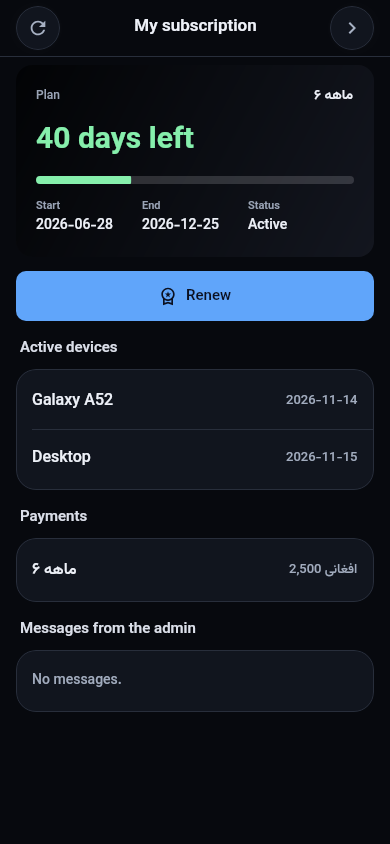 My subscription
Plan
۶ ماهه
40 days left
Start
End
Status
2026-06-28
2026-12-25
Active
Renew
Active devices
Galaxy A52
2026-11-14
Desktop
2026-11-15
Payments
۶ ماهه
2,500 افغانی
Messages from the admin
No messages.